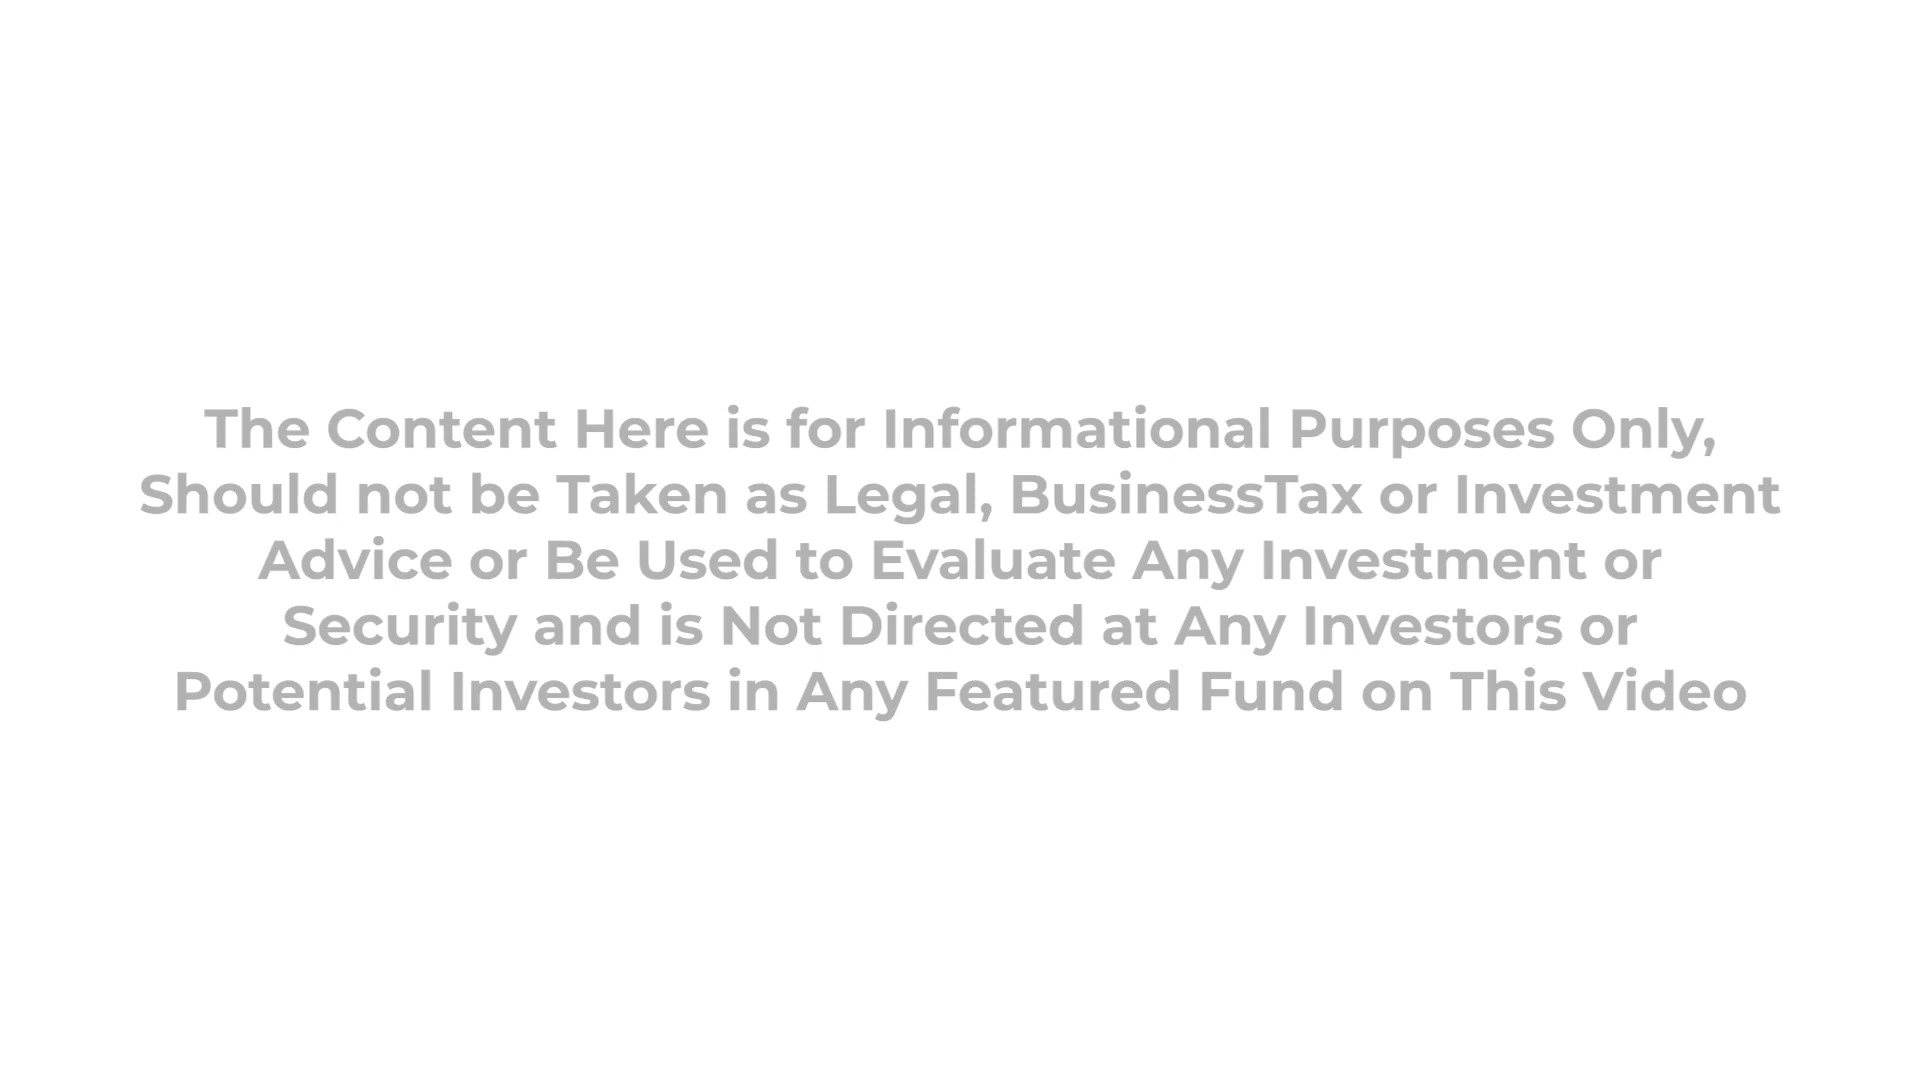 The Content Here is for Informational Purposes Only,
Should not be Taken as Legal, BusinessTax or Investment
Advice or Be Used to Evaluate Any Investment or
Security and is Not Directed at Any Investors or
Potential Investors in Any Featured Fund on This Video